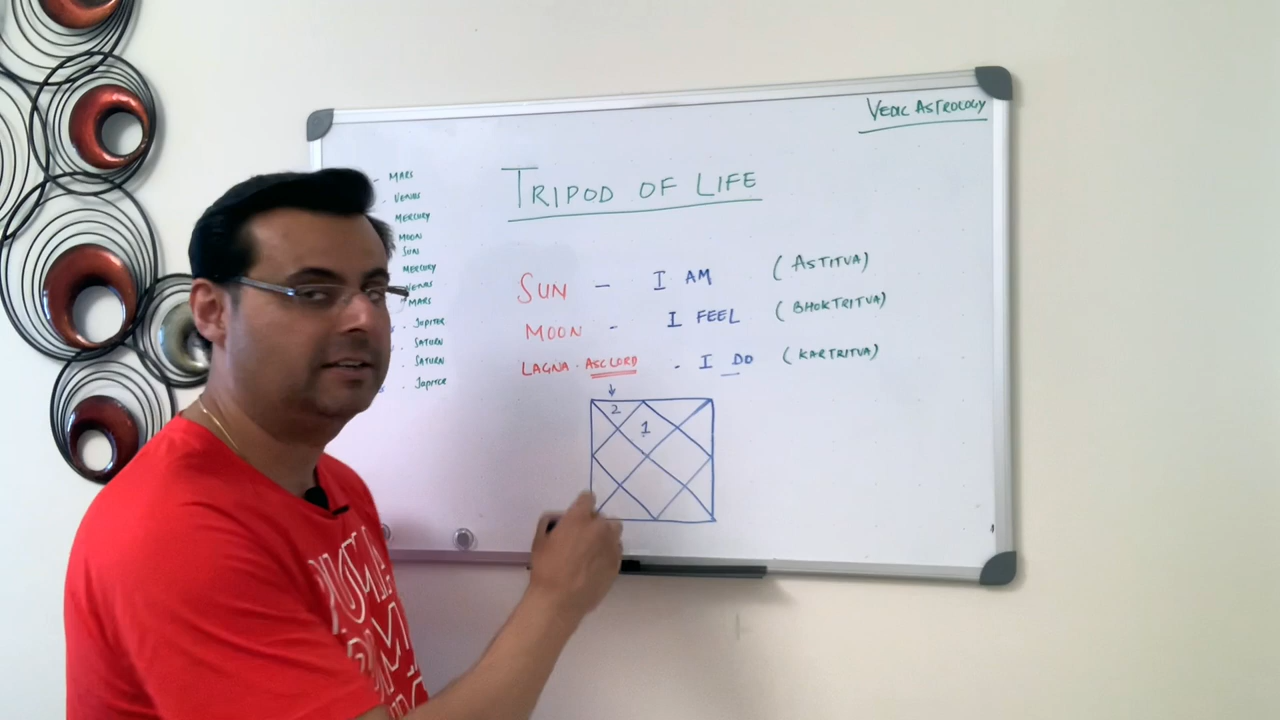 VEDIC ASTROLOGY
TRIPOD OF LIFE
- MARS
- VENUS
MERCURY
MOON
SUN
MERCURY
VENUS
MARS
. JUPITER
. SATURN
SATURN
. JUPITER
SUN - I AM (ASTITVA)
MOON - I FEEL (BHOKTRITVA)
LAGNA . ASC LORD . I DO (KARTRITVA)
2
1